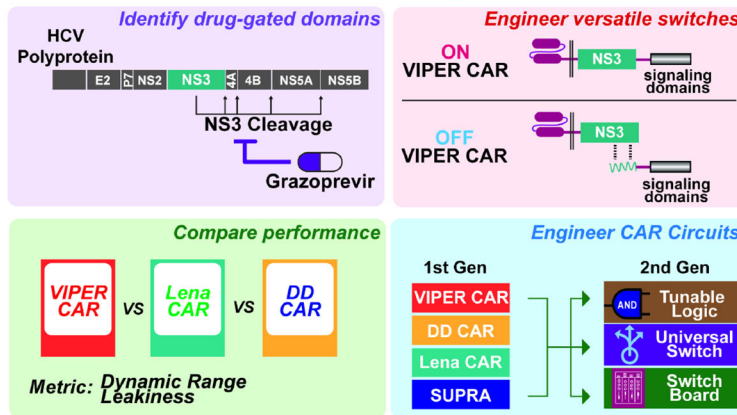 Identify drug-gated domains
HCV
Polyprotein
E2
P7
NS2
NS3
4A
4B
NS5A
NS5B
NS3 Cleavage
Grazoprevir
Engineer versatile switches
ON
VIPER CAR
NS3
signaling
domains
OFF
VIPER CAR
NS3
signaling
domains
Compare performance
VIPER
CAR
VS
Lena
CAR
VS
DD
CAR
Metric: Dynamic Range
Leakiness
Engineer CAR Circuits
1st Gen
VIPER CAR
DD CAR
Lena CAR
SUPRA
2nd Gen
AND
Tunable
Logic
Universal
Switch
Switch
Board